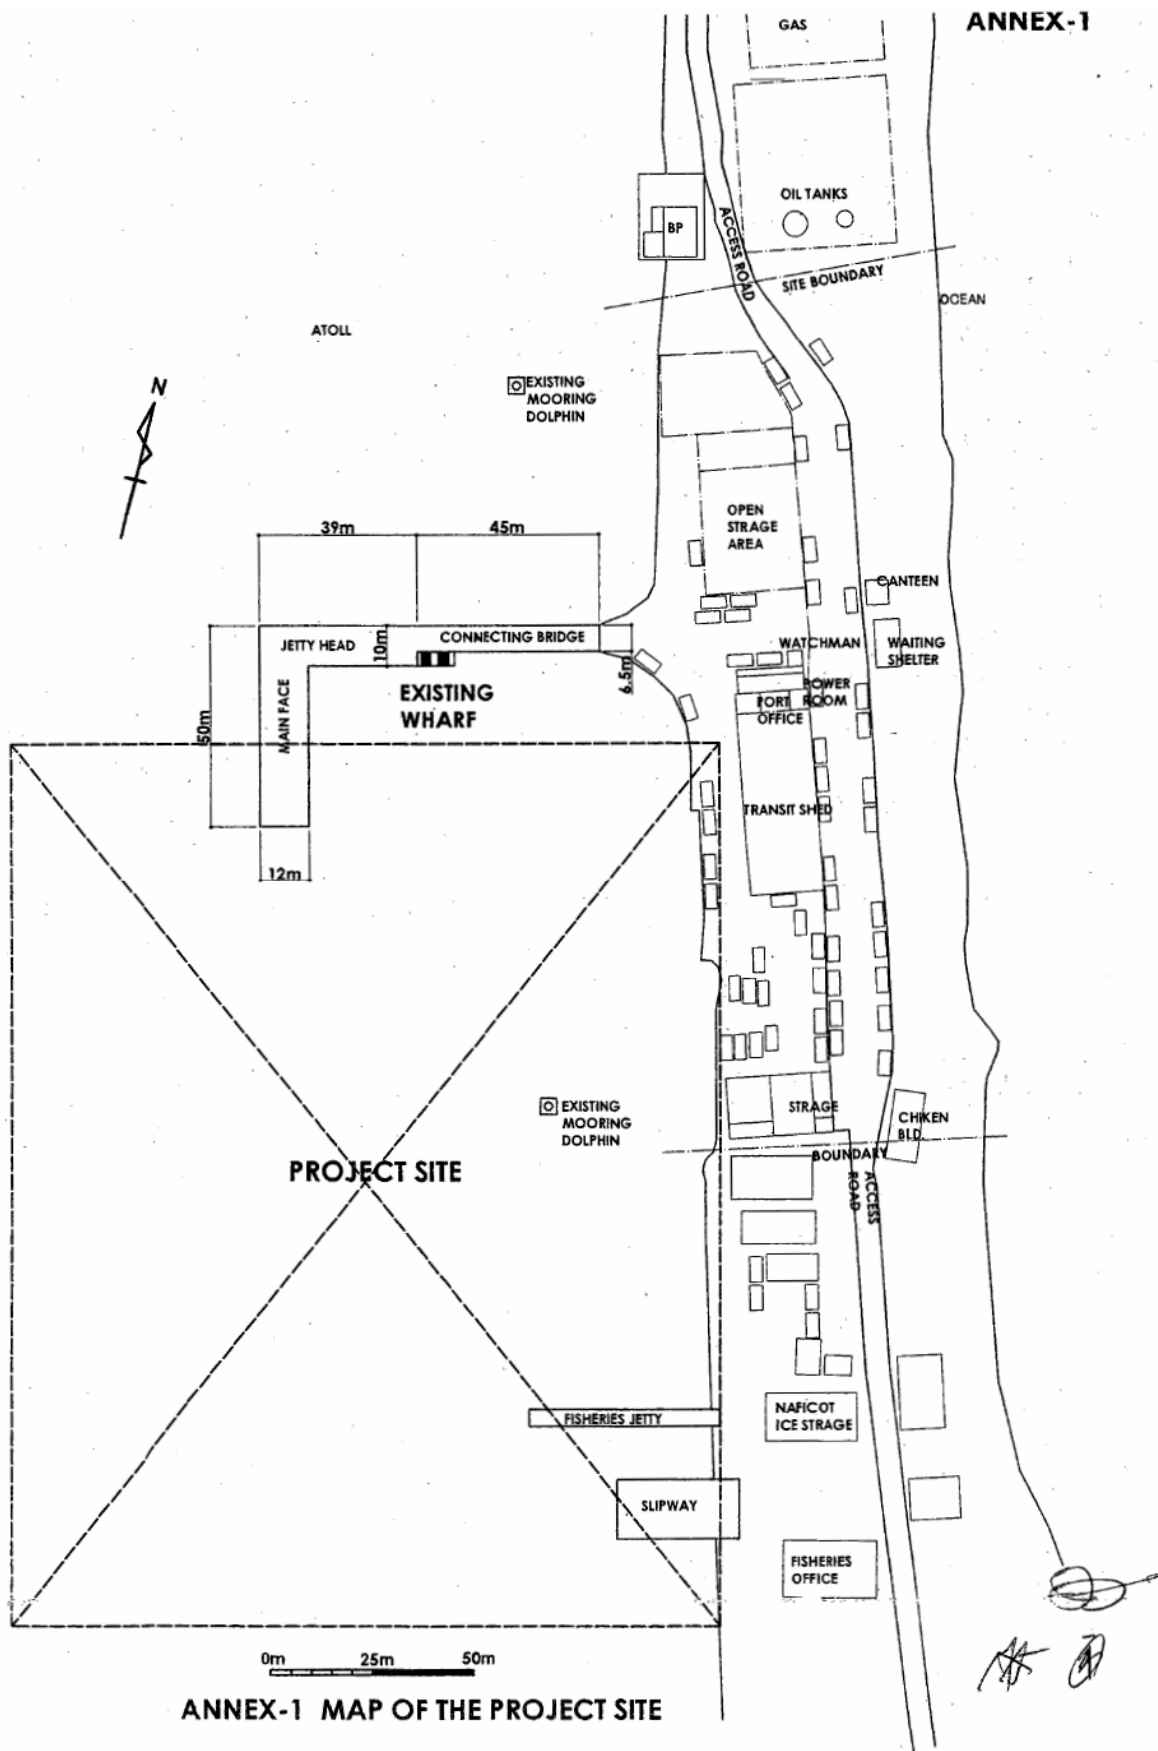 ANNEX-1
GAS
OIL TANKS
BP
ACCESS ROAD
SITE BOUNDARY
OCEAN
ATOLL
N
EXISTING
MOORING
DOLPHIN
OPEN
STRAGE
AREA
39m
45m
CANTEEN
JETTY HEAD
10m
CONNECTING BRIDGE
6.5m
WATCHMAN
WAITING
SHELTER
POWER
ROOM
PORT
OFFICE
EXISTING
WHARF
50m
MAIN FACE
TRANSIT SHED
12m
EXISTING
MOORING
DOLPHIN
STRAGE
CHIKEN
BLD.
BOUNDARY
ACCESS
ROAD
PROJECT SITE
FISHERIES JETTY
NAFICOT
ICE STRAGE
SLIPWAY
FISHERIES
OFFICE
0m 25m 50m
ANNEX-1 MAP OF THE PROJECT SITE